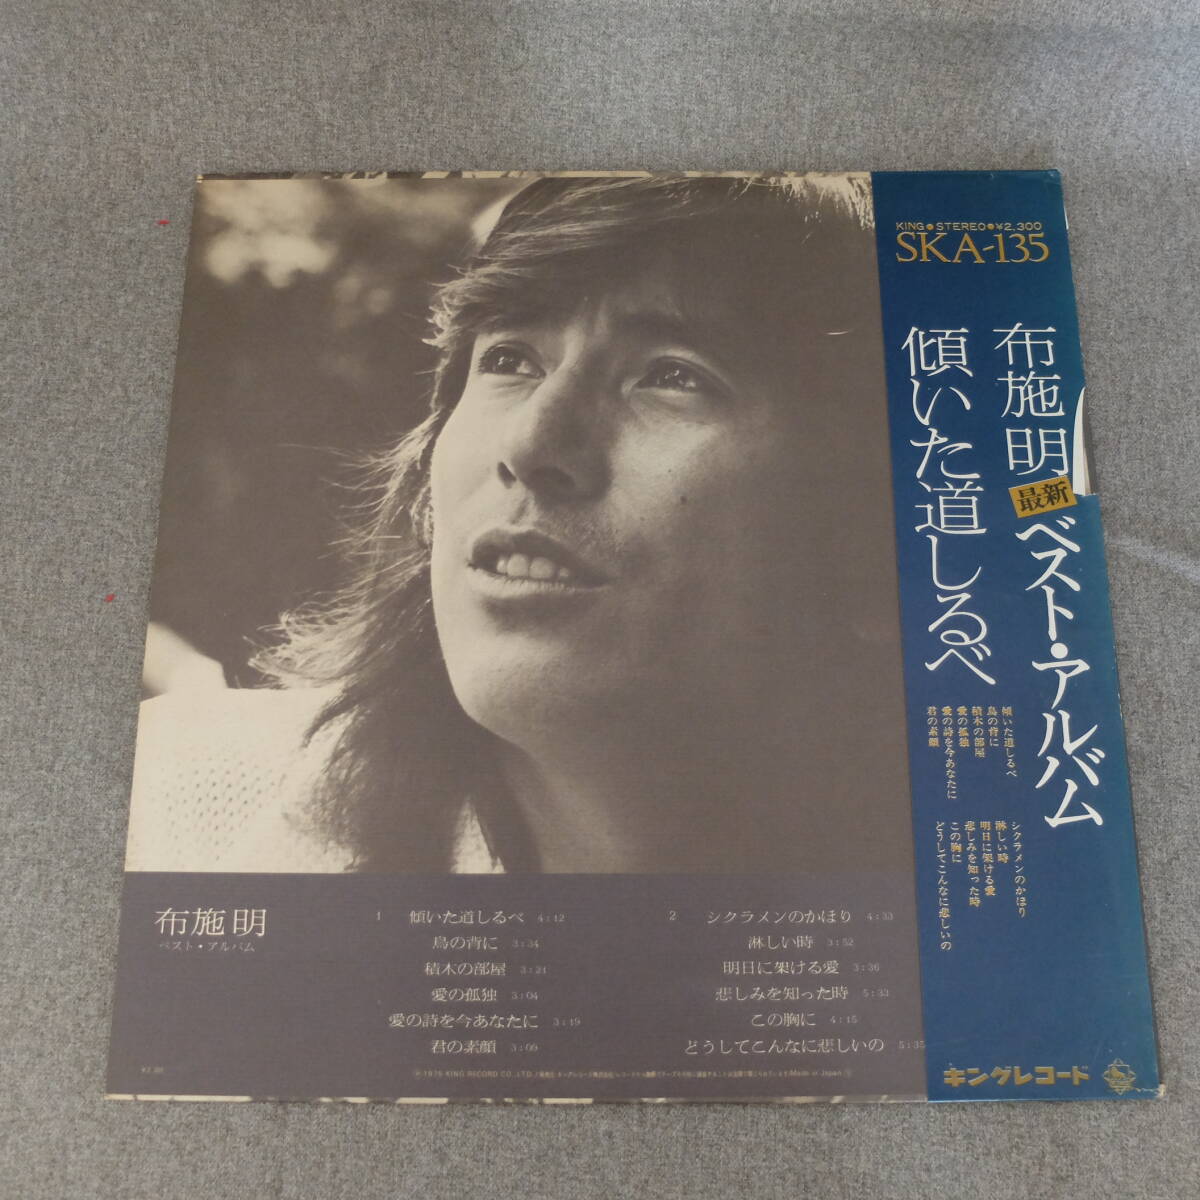 KING●STEREO●¥2,300
SKA-135
布施明
最新
ベスト・アルバム
傾いた道しるべ
傾いた道しるべ
鳥の背に
積木の部屋
愛の孤独
愛の詩を今あなたに
君の素顔
シクラメンのかほり
淋しい時
明日に架ける愛
悲しみを知った時
この胸に
どうしてこんなに悲しいの
キングレコード
布施明
ベスト・アルバム
1 傾いた道しるべ 4:12
鳥の背に 3:34
積木の部屋 3:21
愛の孤独 3:04
愛の詩を今あなたに 3:19
君の素顔 3:09
2 シクラメンのかほり 4:33
淋しい時 3:52
明日に架ける愛 3:36
悲しみを知った時 5:33
この胸に 4:15
どうしてこんなに悲しいの 5:35
KING RECORD CO., LTD.
Made in Japan